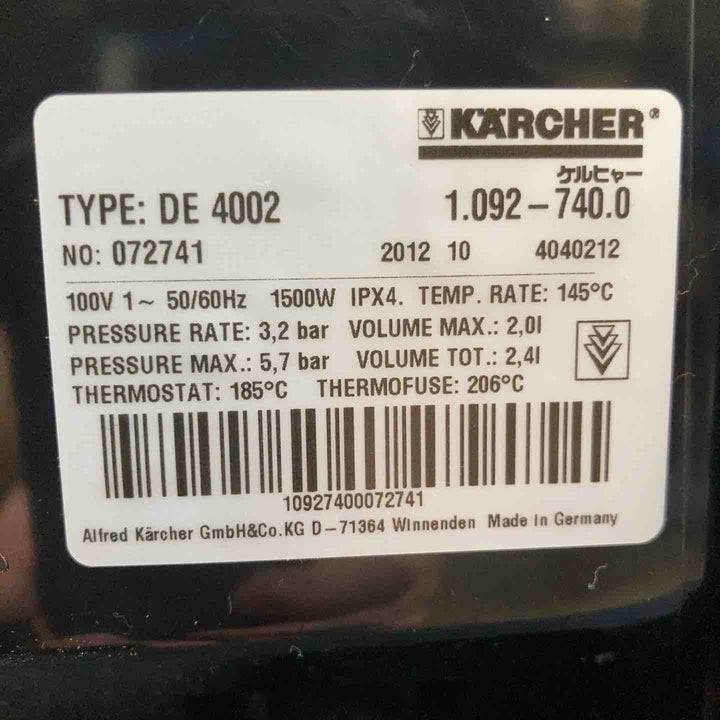 KÄRCHER®
ケルヒャー
TYPE: DE 4002 1.092-740.0
NO: 072741 2012 10 4040212
100V 1~ 50/60Hz 1500W IPX4. TEMP. RATE: 145°C
PRESSURE RATE: 3,2 bar VOLUME MAX.: 2,0l
PRESSURE MAX.: 5,7 bar VOLUME TOT.: 2,4l
THERMOSTAT: 185°C THERMOFUSE: 206°C
10927400072741
Alfred Kärcher GmbH&Co.KG D-71364 Winnenden Made in Germany